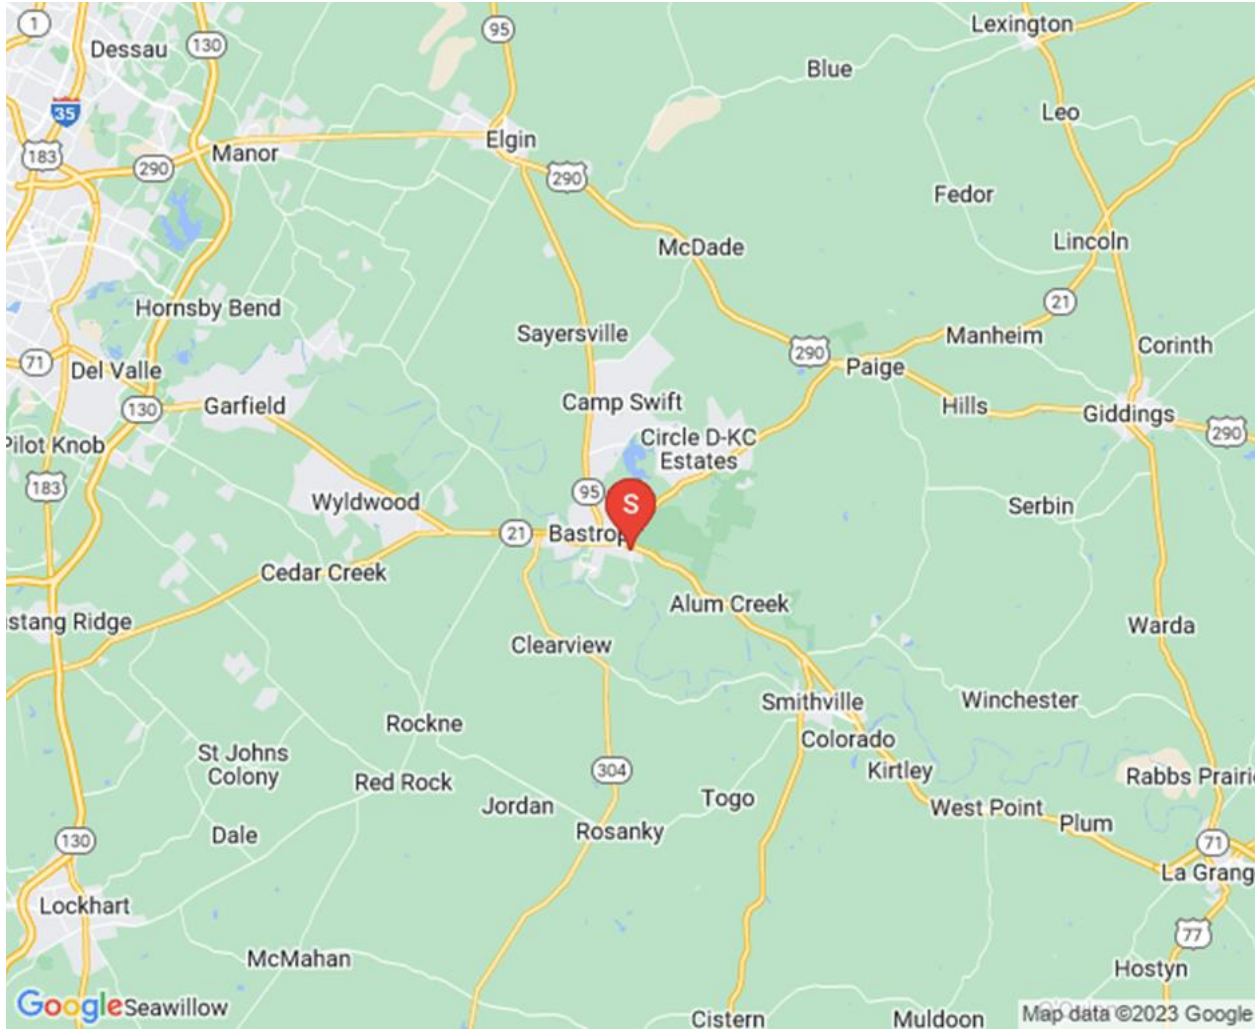 Lexington
1
95
Dessau
130
Blue
35
Leo
Elgin
183
Manor
290
290
Fedor
McDade
Lincoln
21
Hornsby Bend
Sayersville
Manheim
Corinth
290
71
Del Valle
Paige
Camp Swift
Hills
130
Garfield
Giddings
290
Pilot Knob
Circle D-KC
Estates
183
95
S
Wyldwood
Serbin
21
Bastrop
Cedar Creek
Alum Creek
stang Ridge
Warda
Clearview
Smithville
Winchester
Rockne
Colorado
St Johns
Colony
304
Kirtley
Red Rock
Rabbs Prairi
Jordan
Togo
West Point
Plum
Dale
130
Rosanky
71
La Grang
Lockhart
77
McMahan
Hostyn
Google
Seawillow
Cistern
Muldoon
Map data ©2023 Google